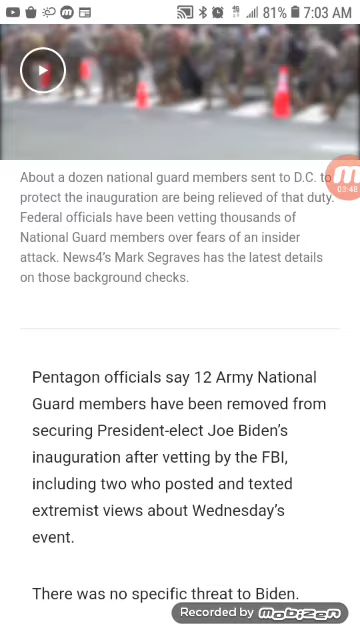 81% 7:03 AM
About a dozen national guard members sent to D.C. to
protect the inauguration are being relieved of that duty.
03:48
Federal officials have been vetting thousands of
National Guard members over fears of an insider
attack. News4's Mark Segraves has the latest details
on those background checks.
Pentagon officials say 12 Army National
Guard members have been removed from
securing President-elect Joe Biden's
inauguration after vetting by the FBI,
including two who posted and texted
extremist views about Wednesday's
event.
There was no specific threat to Biden.
Recorded by mobizen